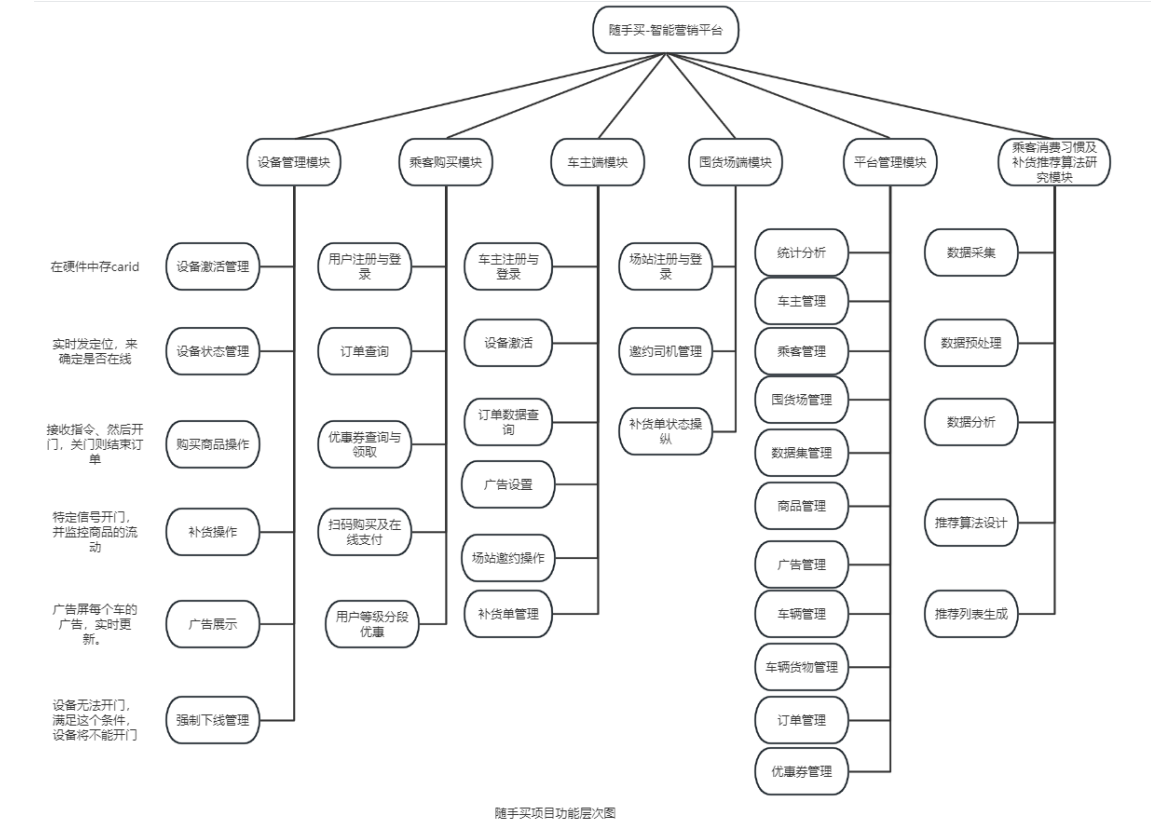 随手买-智能营销平台
设备管理模块
乘客购买模块
车主端模块
囤货场端模块
平台管理模块
乘客消费习惯及
补货推荐算法研
究模块
在硬件中存carid
实时发定位，来
确定是否在线
接收指令、然后开
门，关门则结束订
单
特定信号开门，
并监控商品的流
动
广告屏每个车的
广告，实时更
新。
设备无法开门，
满足这个条件，
设备将不能开门
设备激活管理
设备状态管理
购买商品操作
补货操作
广告展示
强制下线管理
用户注册与登
录
订单查询
优惠券查询与
领取
扫码购买及在
线支付
用户等级分段
优惠
车主注册与
登录
设备激活
订单数据查
询
广告设置
场站邀约操作
补货单管理
场站注册与登
录
邀约司机管理
补货单状态操
纵
统计分析
车主管理
乘客管理
囤货场管理
数据集管理
商品管理
广告管理
车辆管理
车辆货物管理
订单管理
优惠券管理
数据采集
数据预处理
数据分析
推荐算法设计
推荐列表生成
随手买项目功能层次图